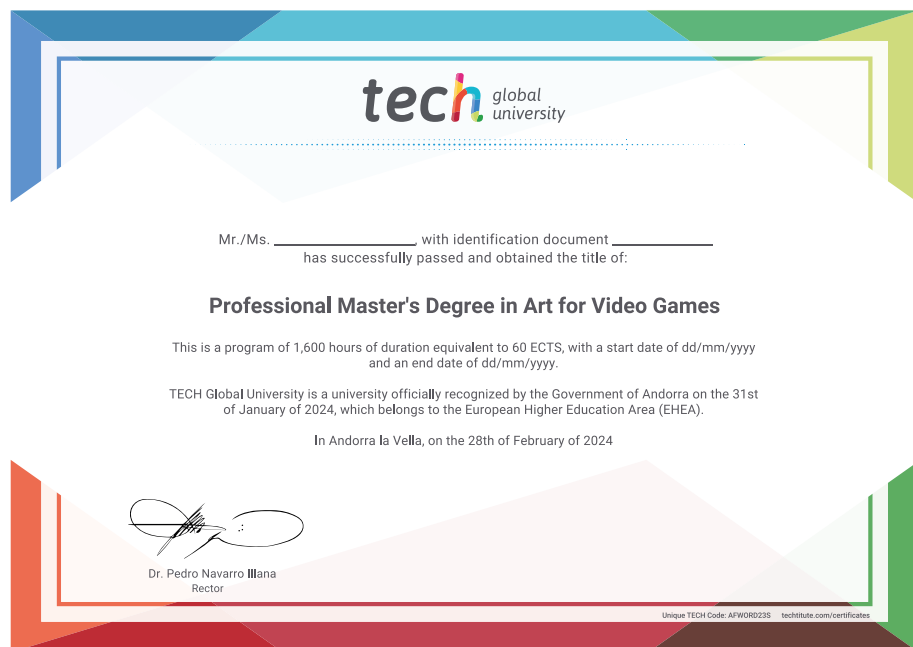 tech global
university
Mr./Ms. ________________, with identification document ____________
has successfully passed and obtained the title of:
Professional Master's Degree in Art for Video Games
This is a program of 1,600 hours of duration equivalent to 60 ECTS, with a start date of dd/mm/yyyy
and an end date of dd/mm/yyyy.
TECH Global University is a university officially recognized by the Government of Andorra on the 31st
of January of 2024, which belongs to the European Higher Education Area (EHEA).
In Andorra la Vella, on the 28th of February of 2024
Dr. Pedro Navarro Illana
Rector
Unique TECH Code: AFWORD23S techtitute.com/certificates